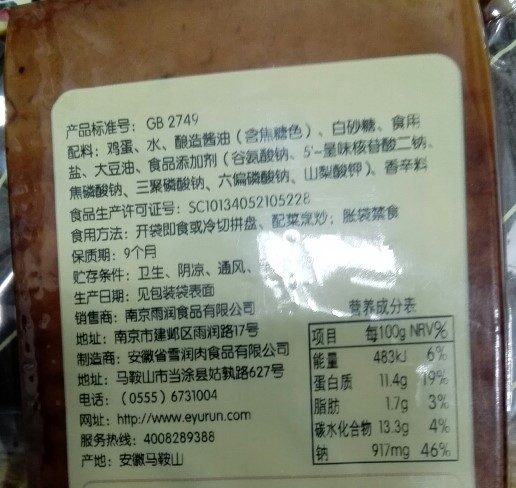 产品标准号: GB 2749
配料: 鸡蛋、水、酿造酱油(含焦糖色)、白砂糖、食用
盐、大豆油、食品添加剂(谷氨酸钠、5'-呈味核苷酸二钠、
焦磷酸钠、三聚磷酸钠、六偏磷酸钠、山梨酸钾)、香辛料
食品生产许可证号: SC10134052105228
食用方法: 开袋即食或冷切拼盘、配菜烹炒; 胀袋禁食
保质期: 9个月
贮存条件: 卫生、阴凉、通风、
生产日期: 见包装袋表面
销售商: 南京雨润食品有限公司
地址: 南京市建邺区雨润路17号
制造商: 安徽省雪润肉食品有限公司
地址: 马鞍山市当涂县姑孰路627号
电话: (0555) 6731004
网址: http://www.eyurun.com
服务热线: 4008289388
产地: 安徽马鞍山
营养成分表
项目 每100g NRV%
能量 483kJ 6%
蛋白质 11.4g 19%
脂肪 1.7g 3%
碳水化合物 13.3g 4%
钠 917mg 46%